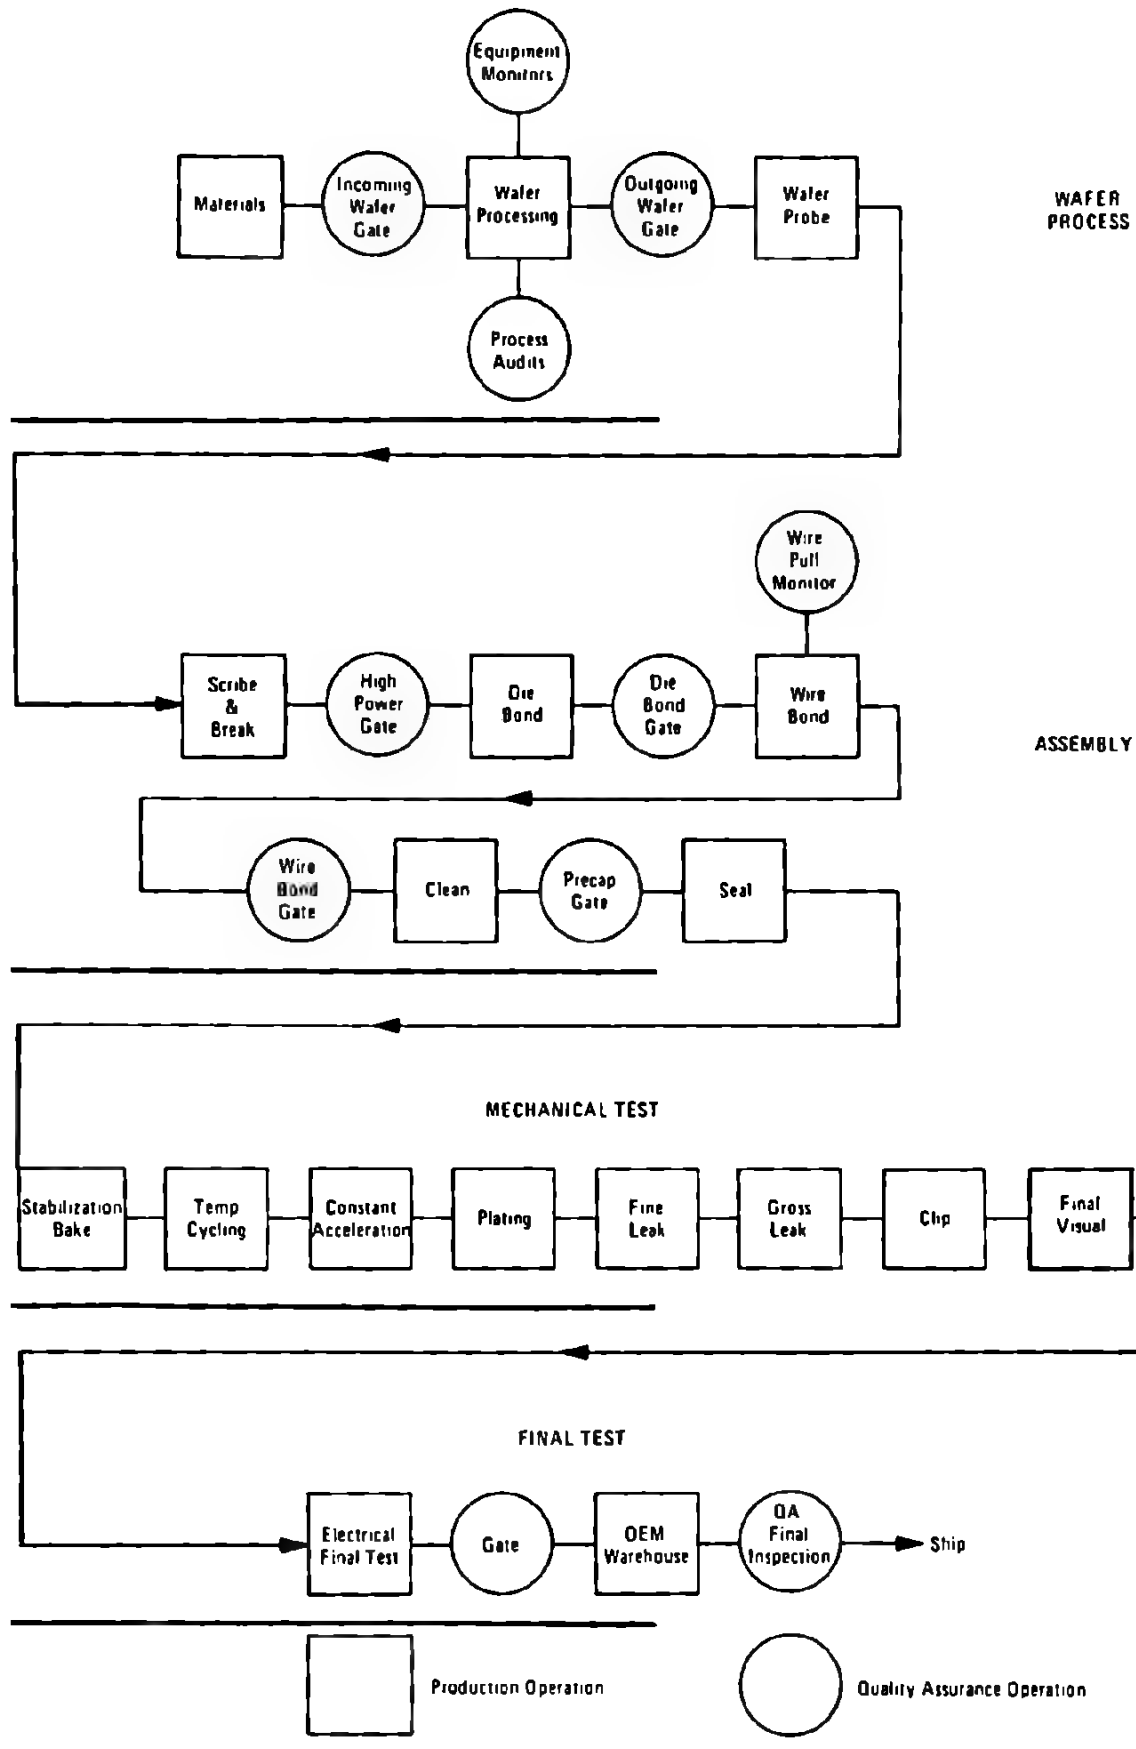 Equipment
Monitors
Materials
Incoming
Wafer
Gate
Wafer
Processing
Outgoing
Wafer
Gate
Wafer
Probe
WAFER
PROCESS
Process
Audits
Wire
Pull
Monitor
Scribe
&
Break
High
Power
Gate
Die
Bond
Die
Bond
Gate
Wire
Bond
ASSEMBLY
Wire
Bond
Gate
Clean
Precap
Gate
Seal
MECHANICAL TEST
Stabilization
Bake
Temp
Cycling
Constant
Acceleration
Plating
Fine
Leak
Gross
Leak
Clip
Final
Visual
FINAL TEST
Electrical
Final Test
Gate
OEM
Warehouse
QA
Final
Inspection
Ship
Production Operation
Quality Assurance Operation